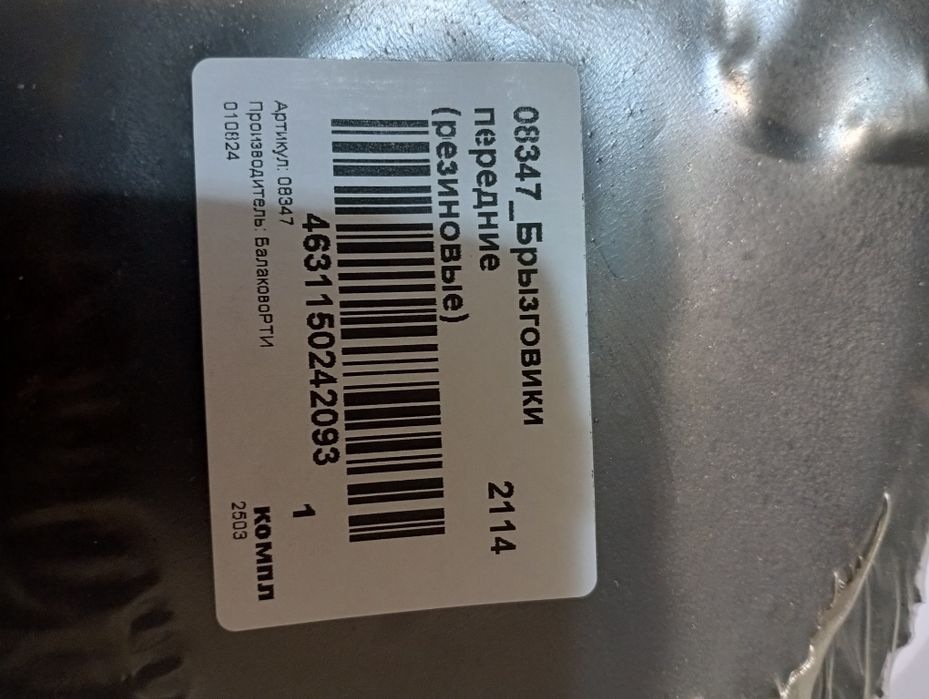 08347_Брызговики
передние 2114
(резиновые)
4631150242093 1
Артикул: 08347 компл
Производитель: БалаковоРТИ 2503
010824